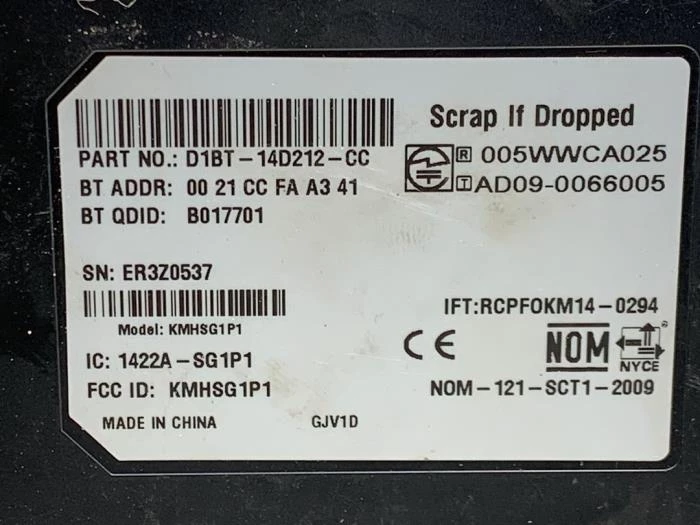 Scrap If Dropped
PART NO.: D1BT-14D212-CC
R 005WWCA025
BT ADDR: 00 21 CC FA A3 41
T AD09-0066005
BT QDID: B017701
SN: ER3Z0537
Model: KMHSG1P1
IFT:RCPFOKM14-0294
IC: 1422A-SG1P1
CE NOM NYCE ®
FCC ID: KMHSG1P1
NOM-121-SCT1-2009
MADE IN CHINA
GJV1D